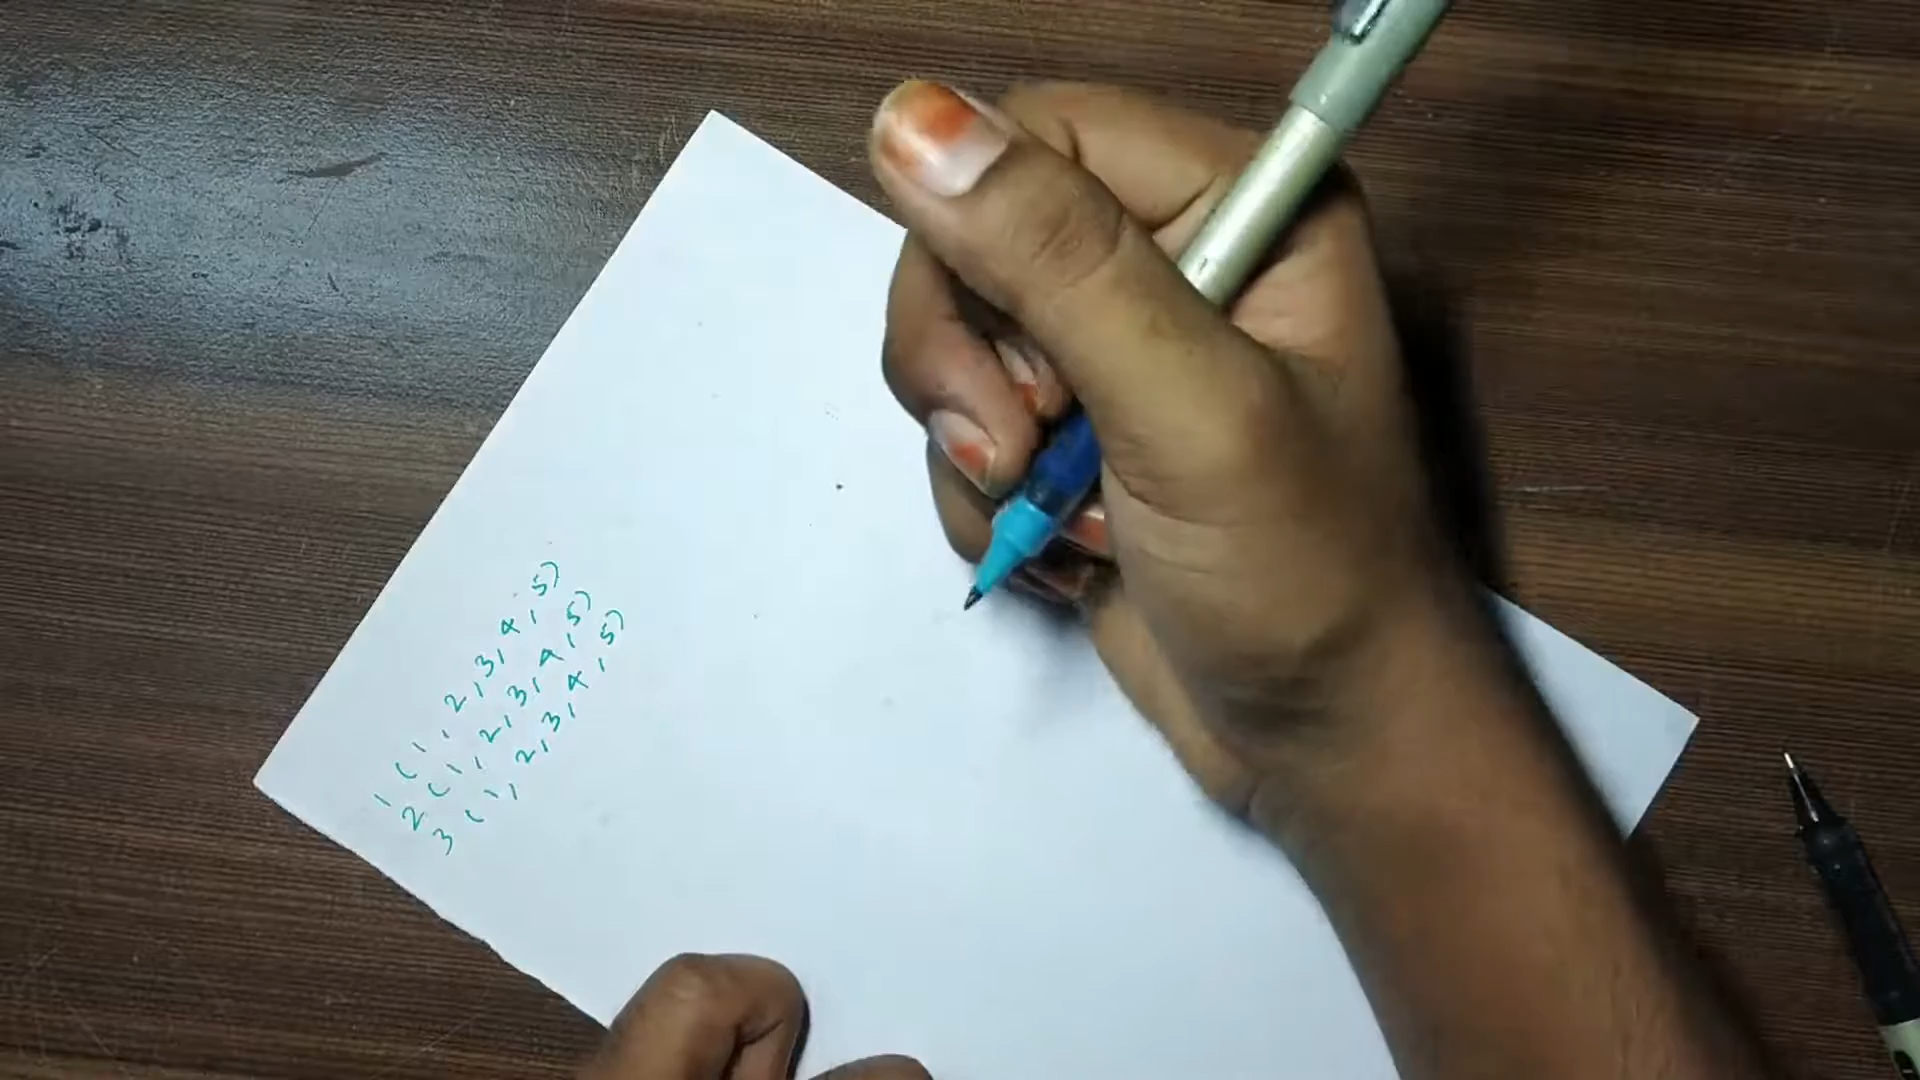 1 (1, 2, 3, 4, 5)
2 (1, 2, 3, 4, 5)
3 (1, 2, 3, 4, 5)